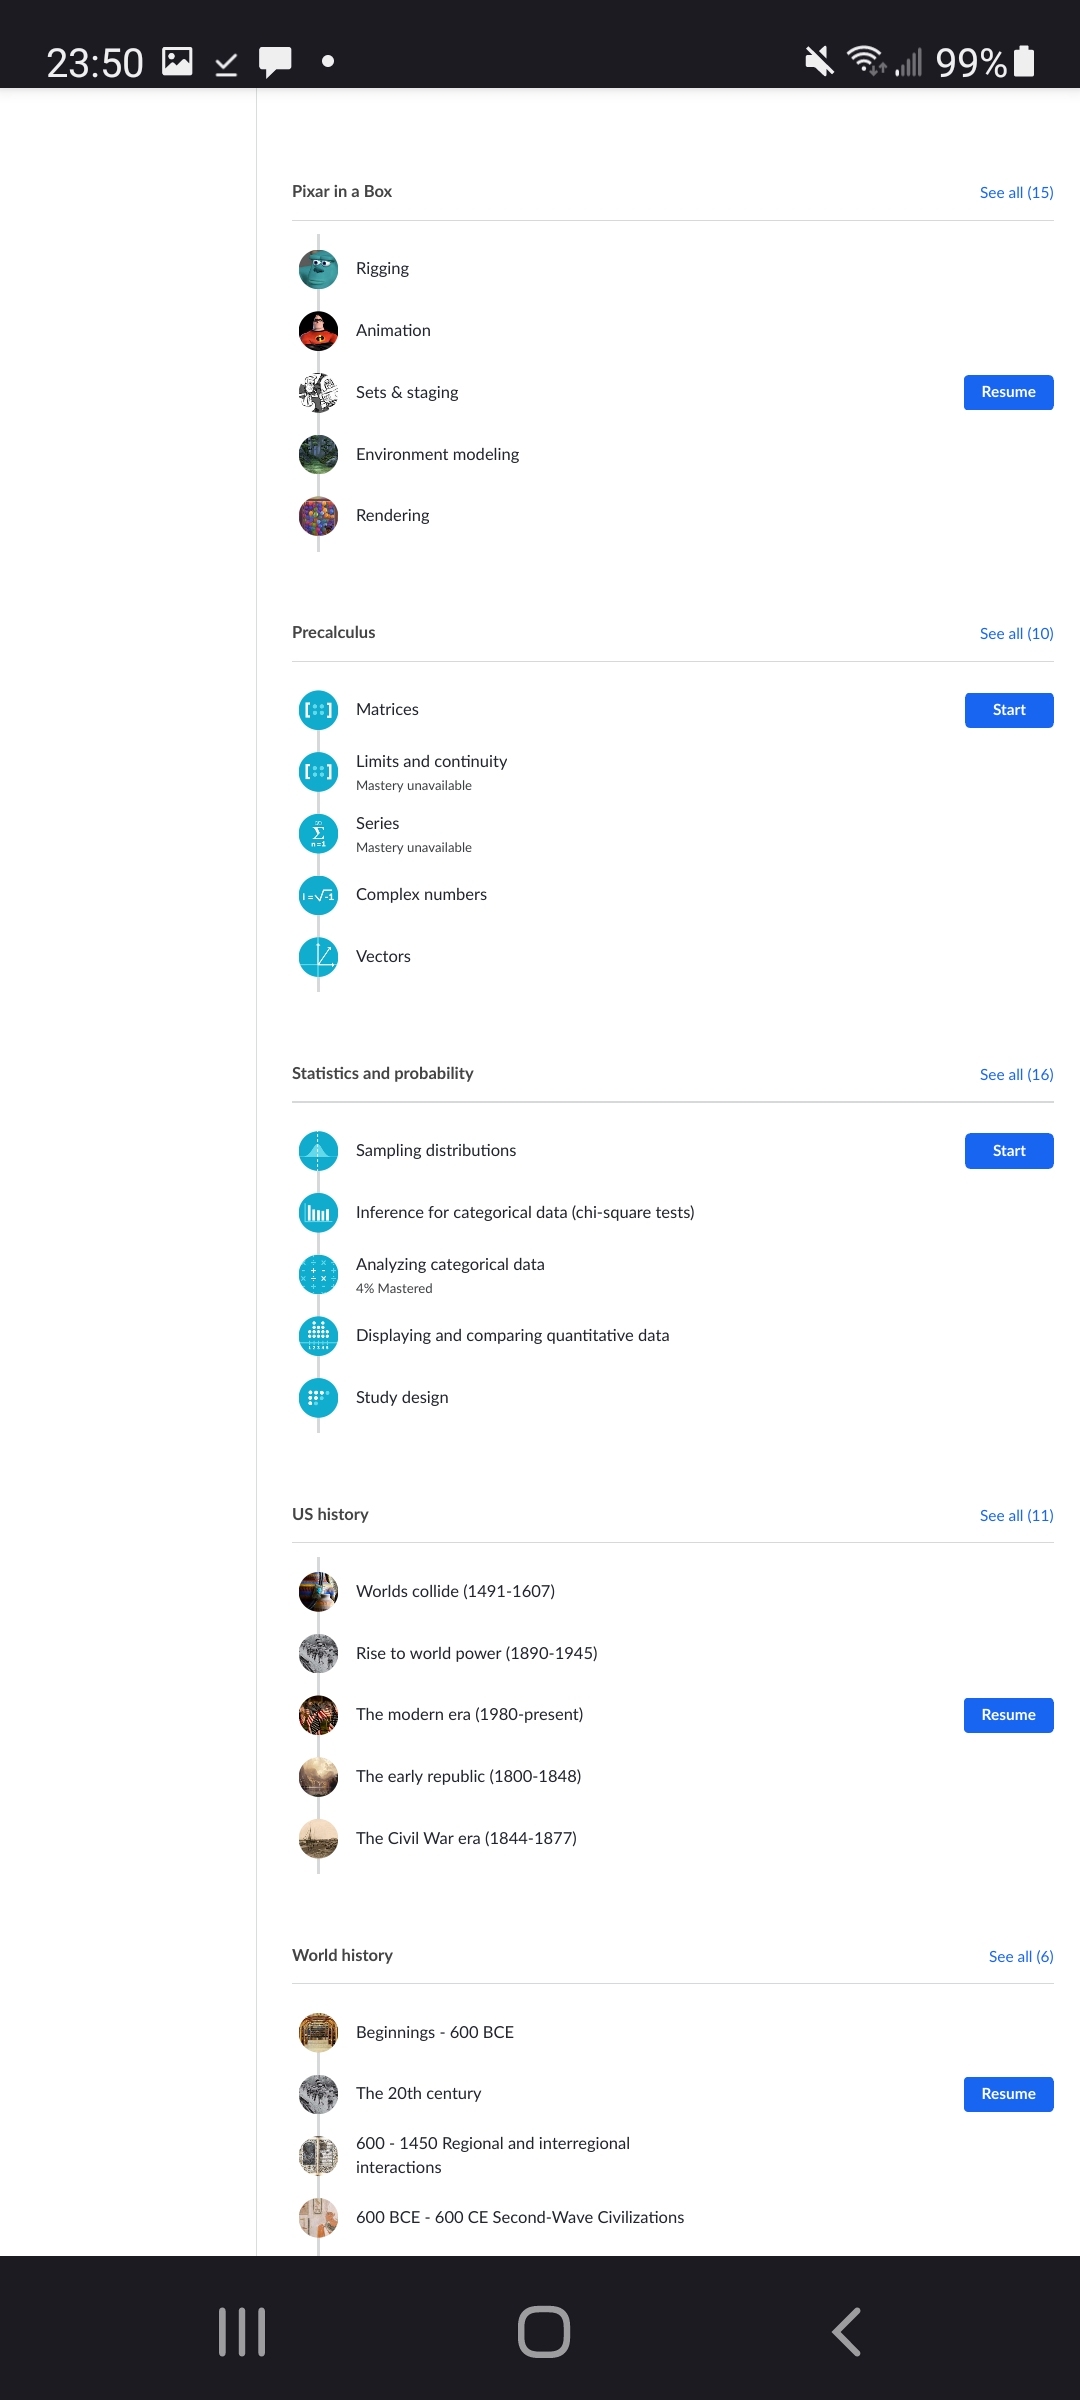 23:50
99%
Pixar in a Box
See all (15)
Rigging
Animation
Sets & staging
Resume
Environment modeling
Rendering
Precalculus
See all (10)
Matrices
Start
Limits and continuity
Mastery unavailable
Series
Mastery unavailable
Complex numbers
Vectors
Statistics and probability
See all (16)
Sampling distributions
Start
Inference for categorical data (chi-square tests)
Analyzing categorical data
4% Mastered
Displaying and comparing quantitative data
Study design
US history
See all (11)
Worlds collide (1491-1607)
Rise to world power (1890-1945)
The modern era (1980-present)
Resume
The early republic (1800-1848)
The Civil War era (1844-1877)
World history
See all (6)
Beginnings - 600 BCE
The 20th century
Resume
600 - 1450 Regional and interregional
interactions
600 BCE - 600 CE Second-Wave Civilizations